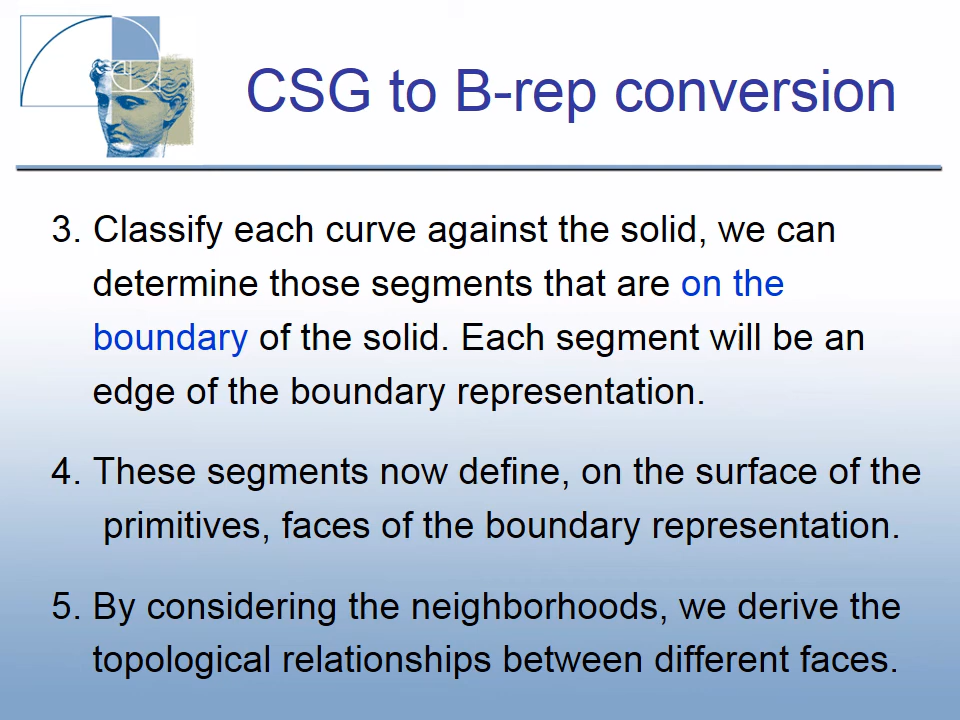 CSG to B-rep conversion
3. Classify each curve against the solid, we can
determine those segments that are on the
boundary of the solid. Each segment will be an
edge of the boundary representation.
4. These segments now define, on the surface of the
primitives, faces of the boundary representation.
5. By considering the neighborhoods, we derive the
topological relationships between different faces.